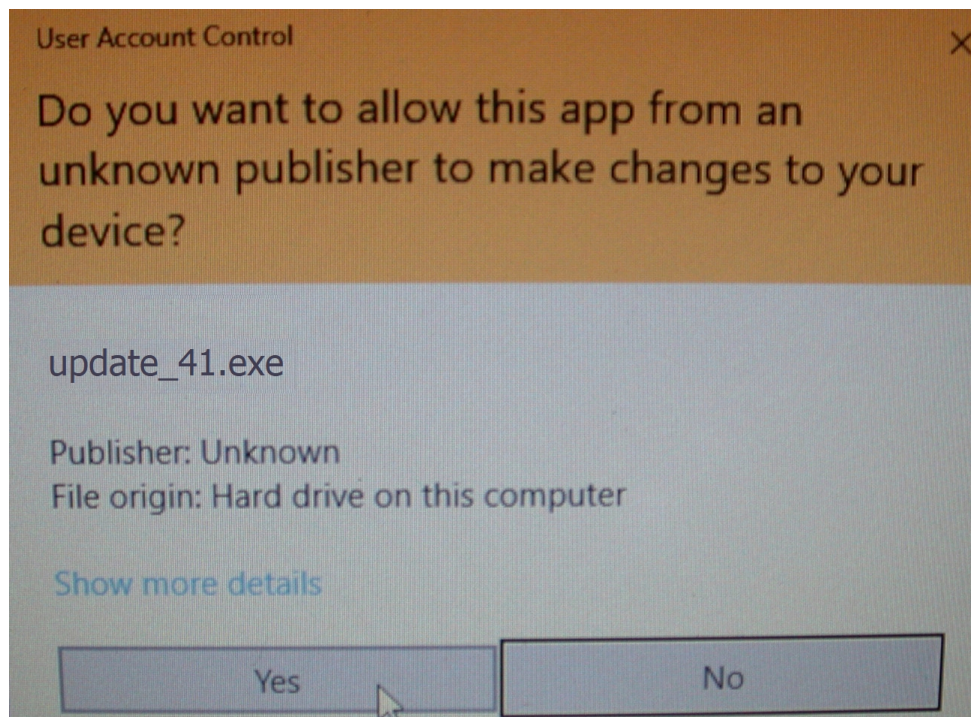 User Account Control
Do you want to allow this app from an
unknown publisher to make changes to your
device?
update_41.exe
Publisher: Unknown
File origin: Hard drive on this computer
Show more details
Yes
No